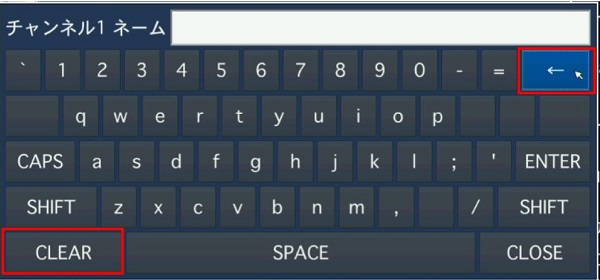 チャンネル1 ネーム
` 1 2 3 4 5 6 7 8 9 0 - = ←
q w e r t y u i o p
CAPS a s d f g h j k l ; ' ENTER
SHIFT z x c v b n m , / SHIFT
CLEAR SPACE CLOSE